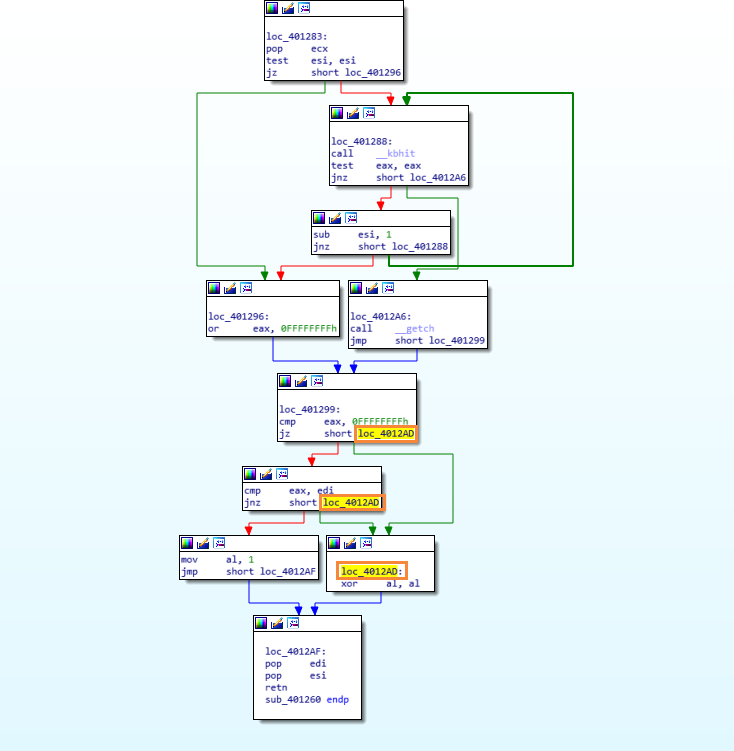 loc_401283:
pop ecx
test esi, esi
jz short loc_401296
loc_401288:
call __kbhit
test eax, eax
jnz short loc_4012A6
sub esi, 1
jnz short loc_401288
loc_401296:
or eax, 0FFFFFFFFh
loc_4012A6:
call __getch
jmp short loc_401299
loc_401299:
cmp eax, 0FFFFFFFFh
jz short loc_4012AD
cmp eax, edi
jnz short loc_4012AD
mov al, 1
jmp short loc_4012AF
loc_4012AD:
xor al, al
loc_4012AF:
pop edi
pop esi
retn
sub_401260 endp